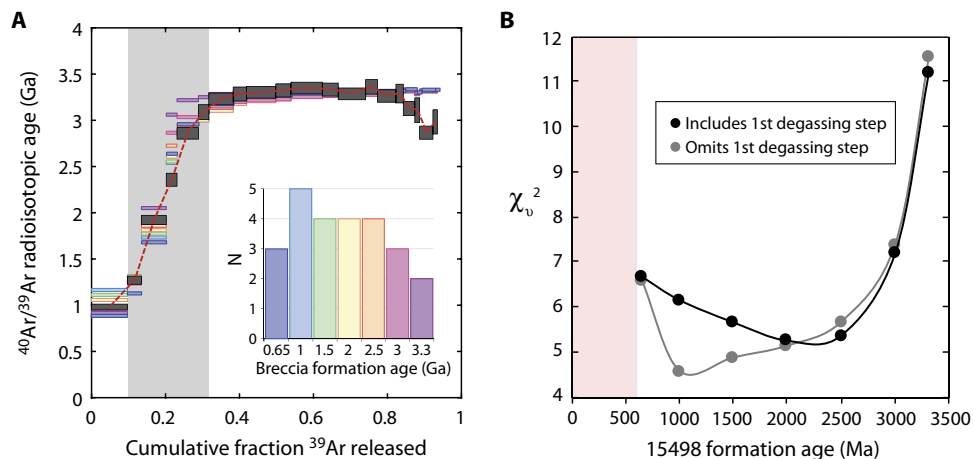 A
4
3.5
3
2.5
2
1.5
1
0.5
0
⁴⁰Ar/³⁹Ar radioisotopic age (Ga)
0
0.2
0.4
0.6
0.8
1
Cumulative fraction ³⁹Ar released
5
4
3
2
1
0
N
0.65 1 1.5 2 2.5 3 3.3
Breccia formation age (Ga)
B
12
11
10
9
8
7
6
5
4
χᵤ²
Includes 1st degassing step
Omits 1st degassing step
0 500 1000 1500 2000 2500 3000 3500
15498 formation age (Ma)